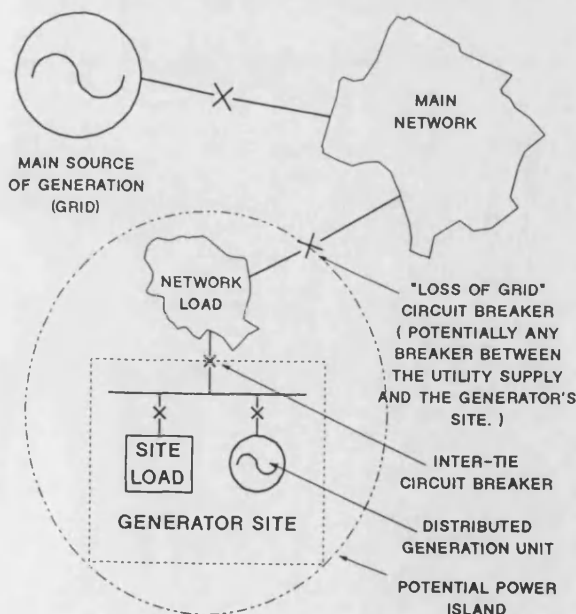 MAIN SOURCE
OF GENERATION
(GRID)
MAIN
NETWORK
NETWORK
LOAD
"LOSS OF GRID"
CIRCUIT BREAKER
( POTENTIALLY ANY
BREAKER BETWEEN
THE UTILITY SUPPLY
AND THE GENERATOR'S
SITE. )
INTER-TIE
CIRCUIT BREAKER
SITE
LOAD
GENERATOR SITE
DISTRIBUTED
GENERATION UNIT
POTENTIAL POWER
ISLAND